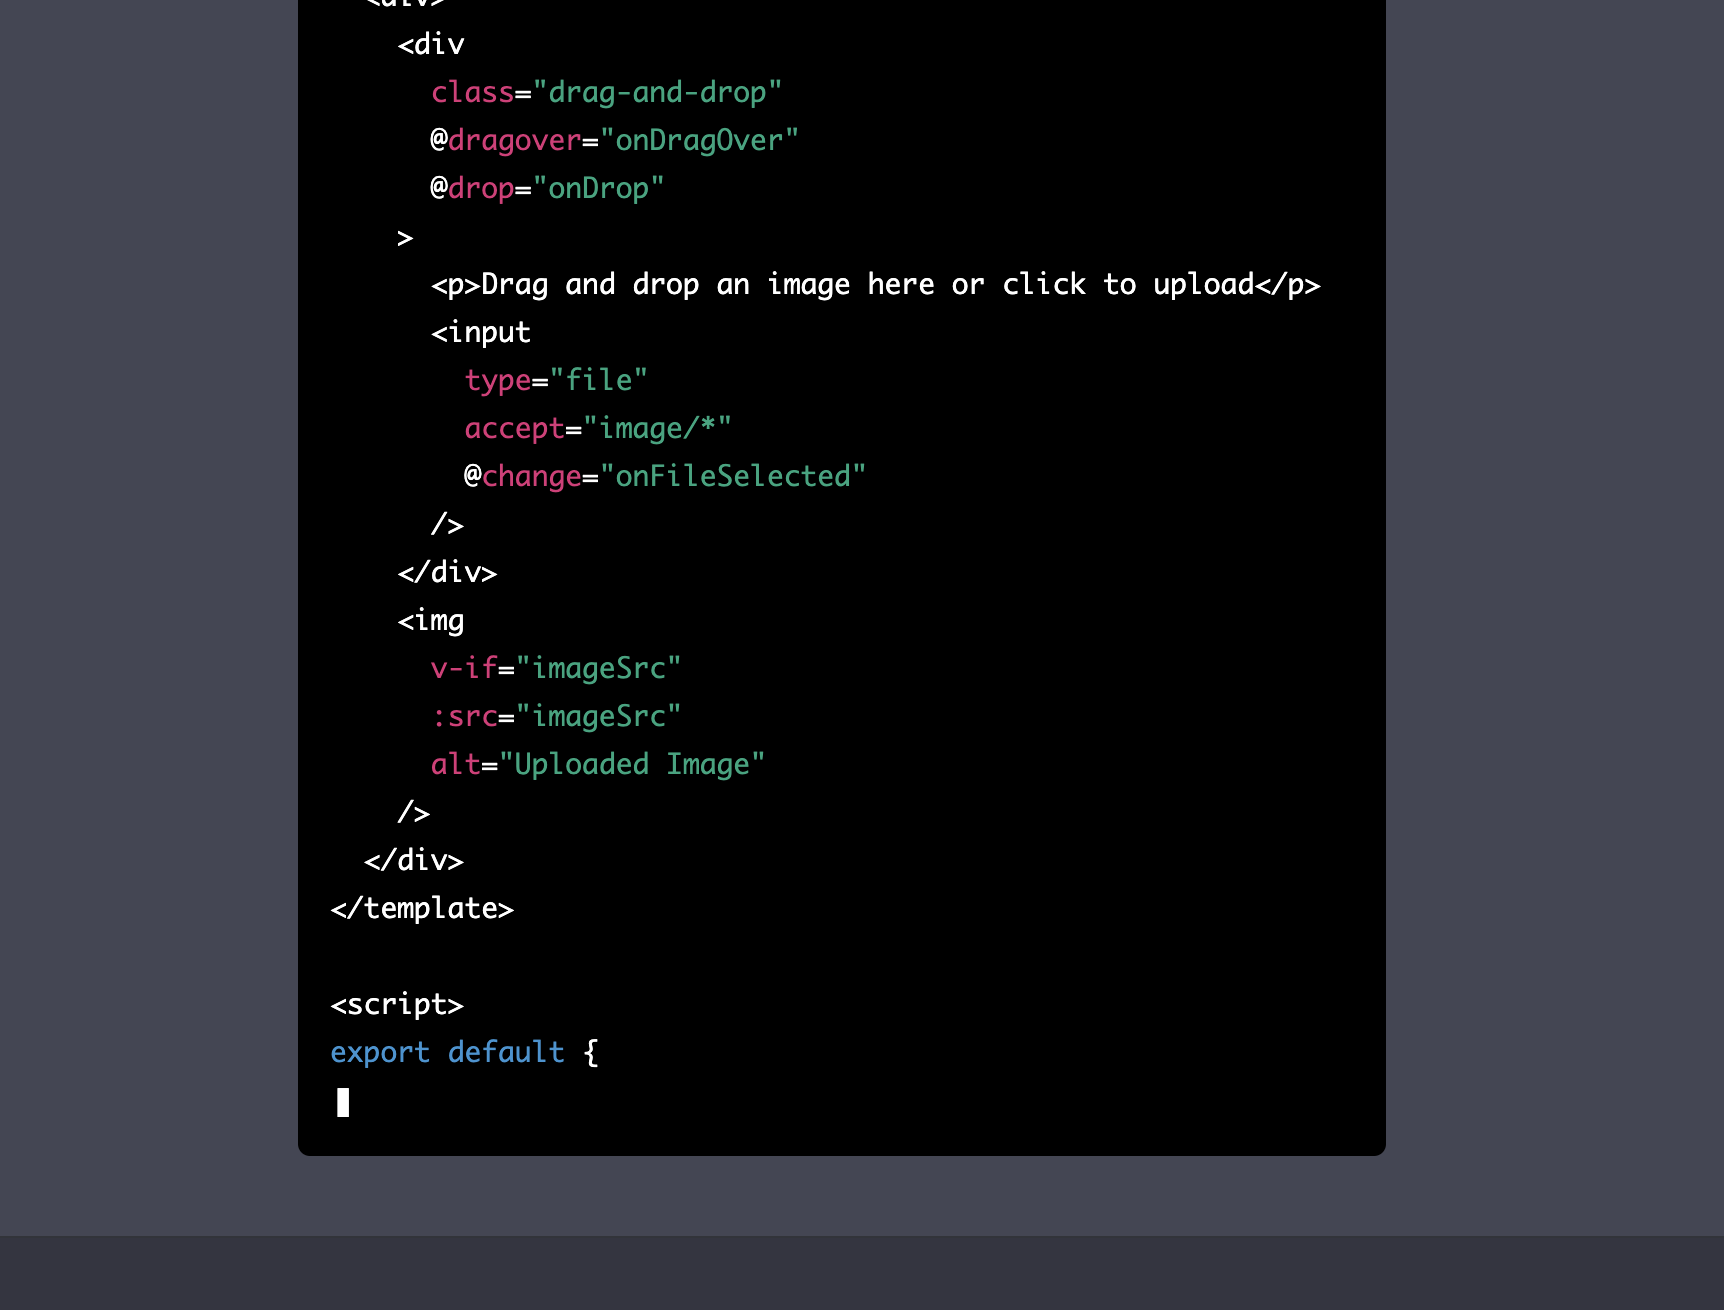 <div>
<div
class="drag-and-drop"
@dragover="onDragOver"
@drop="onDrop"
>
<p>Drag and drop an image here or click to upload</p>
<input
type="file"
accept="image/*"
@change="onFileSelected"
/>
</div>
<img
v-if="imageSrc"
:src="imageSrc"
alt="Uploaded Image"
/>
</div>
</template>
<script>
export default {